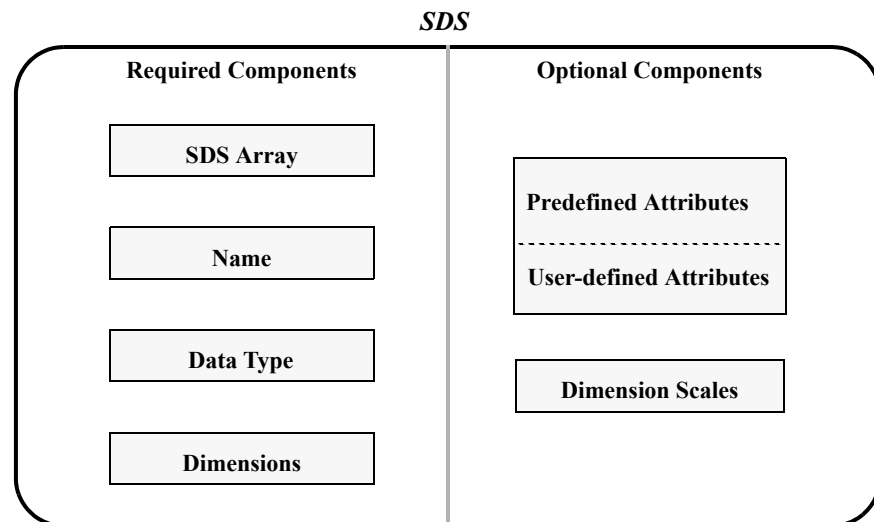 SDS
Required Components
SDS Array
Name
Data Type
Dimensions
Optional Components
Predefined Attributes
User-defined Attributes
Dimension Scales